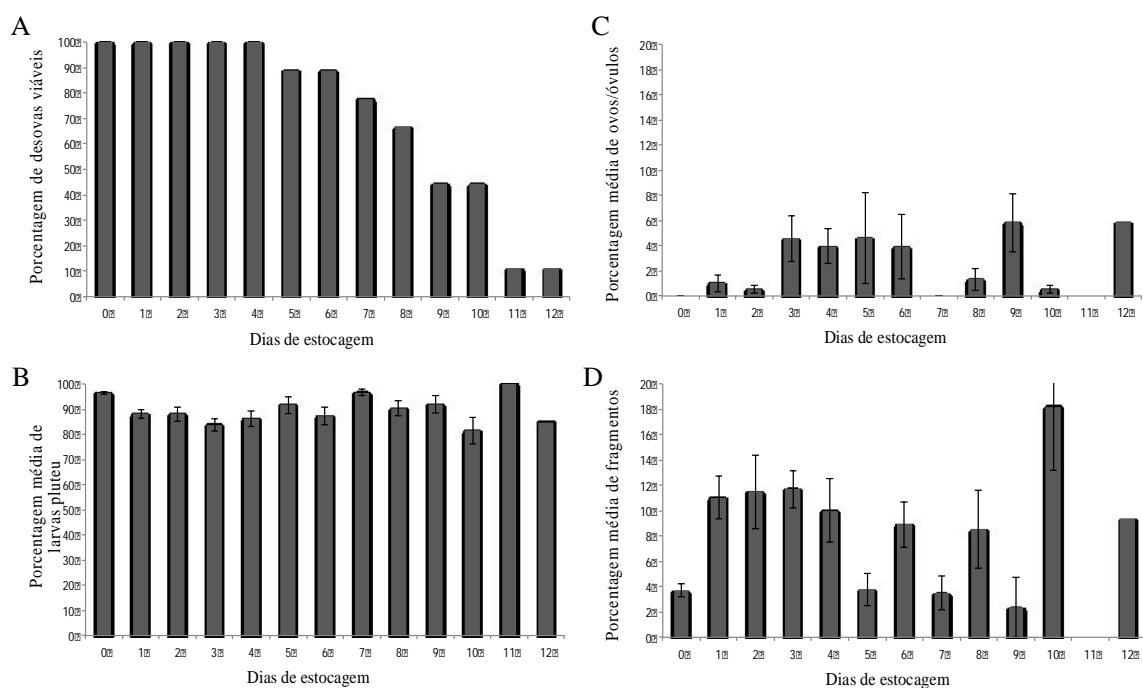 A
Porcentagem de desovas viáveis
100
90
80
70
60
50
40
30
20
10
0
0 1 2 3 4 5 6 7 8 9 10 11 12
Dias de estocagem
B
Porcentagem média de
larvas pluteu
100
90
80
70
60
50
40
30
20
10
0
0 1 2 3 4 5 6 7 8 9 10 11 12
Dias de estocagem
C
Porcentagem média de ovos/óvulos
20
18
16
14
12
10
8
6
4
2
0
0 1 2 3 4 5 6 7 8 9 10 11 12
Dias de estocagem
D
Porcentagem média de fragmentos
20
18
16
14
12
10
8
6
4
2
0
0 1 2 3 4 5 6 7 8 9 10 11 12
Dias de estocagem